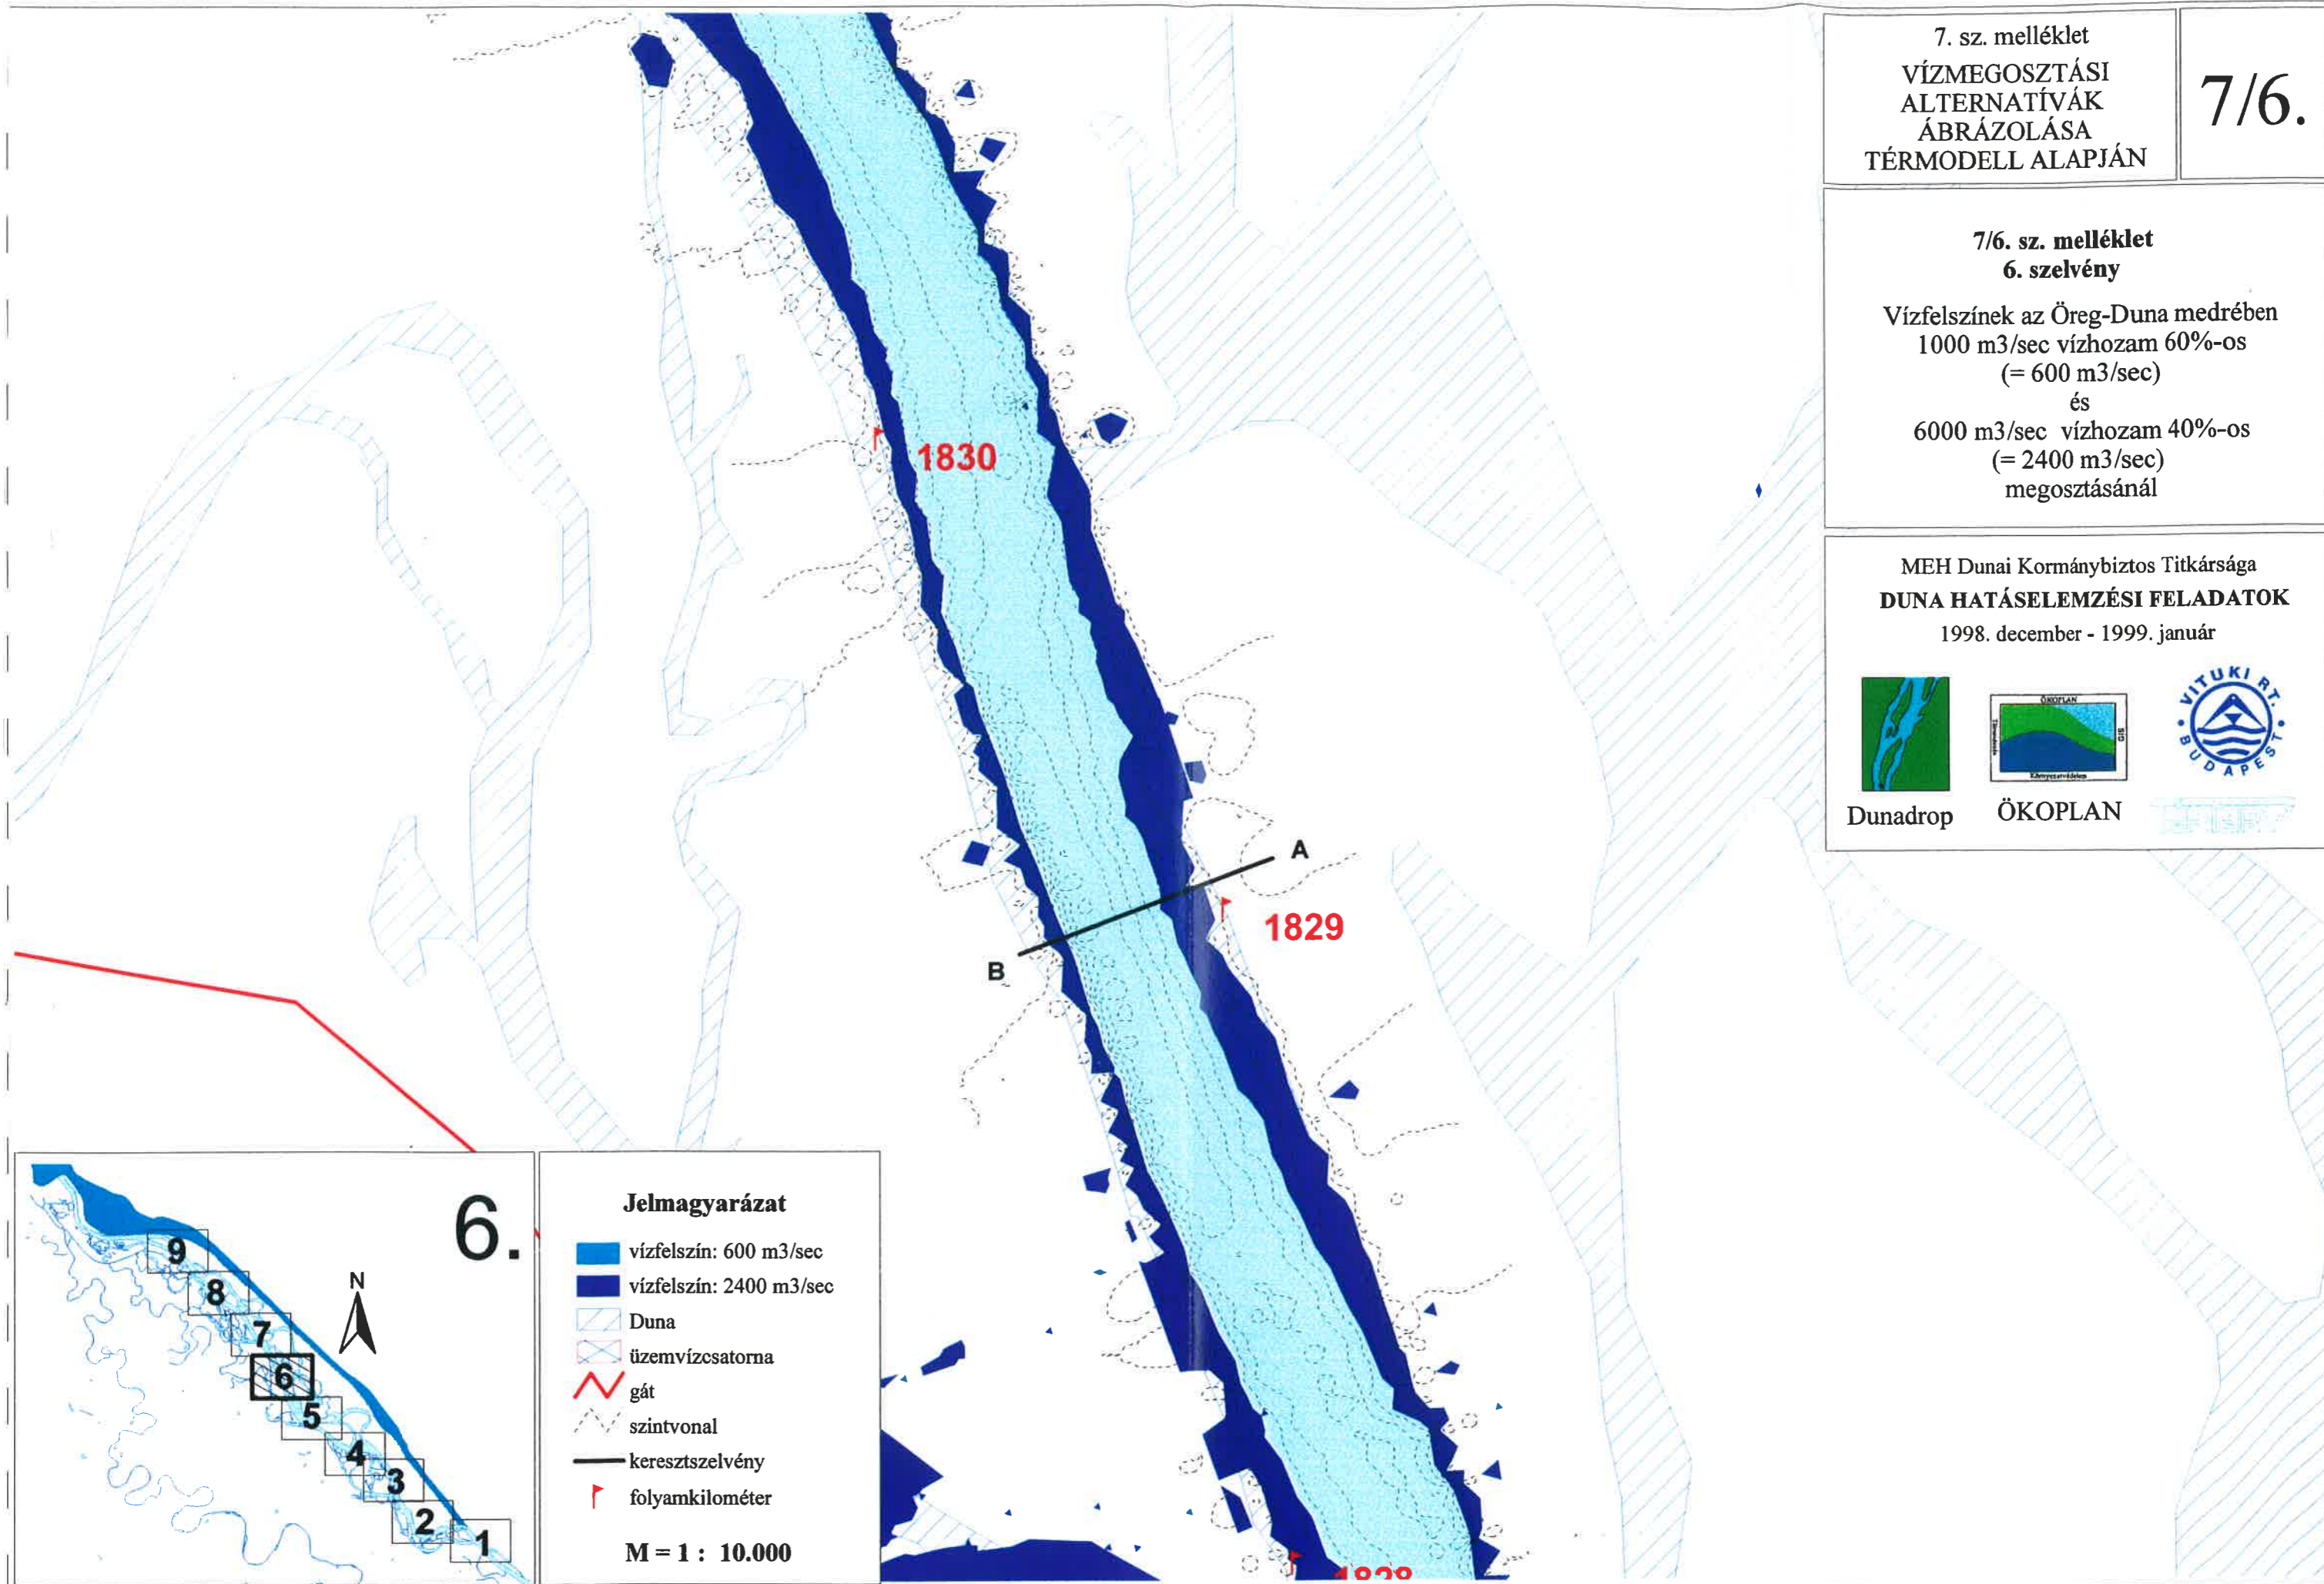 7. sz. melléklet
VÍZMEGOSZTÁSI
ALTERNATÍVÁK
ÁBRÁZOLÁSA
TÉRMODELL ALAPJÁN
7/6.
7/6. sz. melléklet
6. szelvény
Vízfelszínek az Öreg-Duna medrében
1000 m3/sec vízhozam 60%-os
(= 600 m3/sec)
és
6000 m3/sec vízhozam 40%-os
(= 2400 m3/sec)
megosztásánál
MEH Dunai Kormánybiztos Titkársága
DUNA HATÁSELEMZÉSI FELADATOK
1998. december - 1999. január
ÖKOPLAN
GIS
Környezetvédelem
VITUKI RT.
BUDAPEST
Dunadrop
ÖKOPLAN
1830
A
1829
B
1828
6.
N
9
8
7
6
5
4
3
2
1
Jelmagyarázat
vízfelszín: 600 m3/sec
vízfelszín: 2400 m3/sec
Duna
üzemvízcsatorna
gát
szintvonal
keresztszelvény
folyamkilométer
M = 1 : 10.000